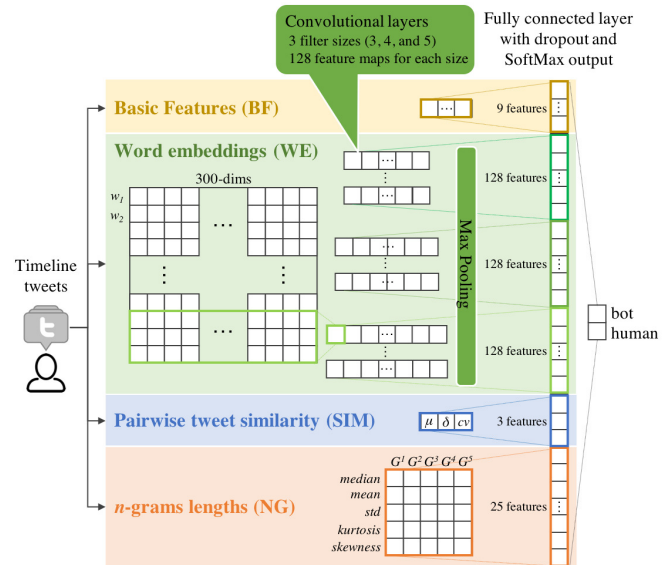 Convolutional layers
3 filter sizes (3, 4, and 5)
128 feature maps for each size
Fully connected layer
with dropout and
SoftMax output
Basic Features (BF)
...
9 features
Word embeddings (WE)
300-dims
w1
w2
...
...
Max Pooling
128 features
128 features
128 features
Timeline
tweets
t
bot
human
Pairwise tweet similarity (SIM)
μ δ cv
3 features
n-grams lengths (NG)
G¹ G² G³ G⁴ G⁵
median
mean
std
kurtosis
skewness
25 features